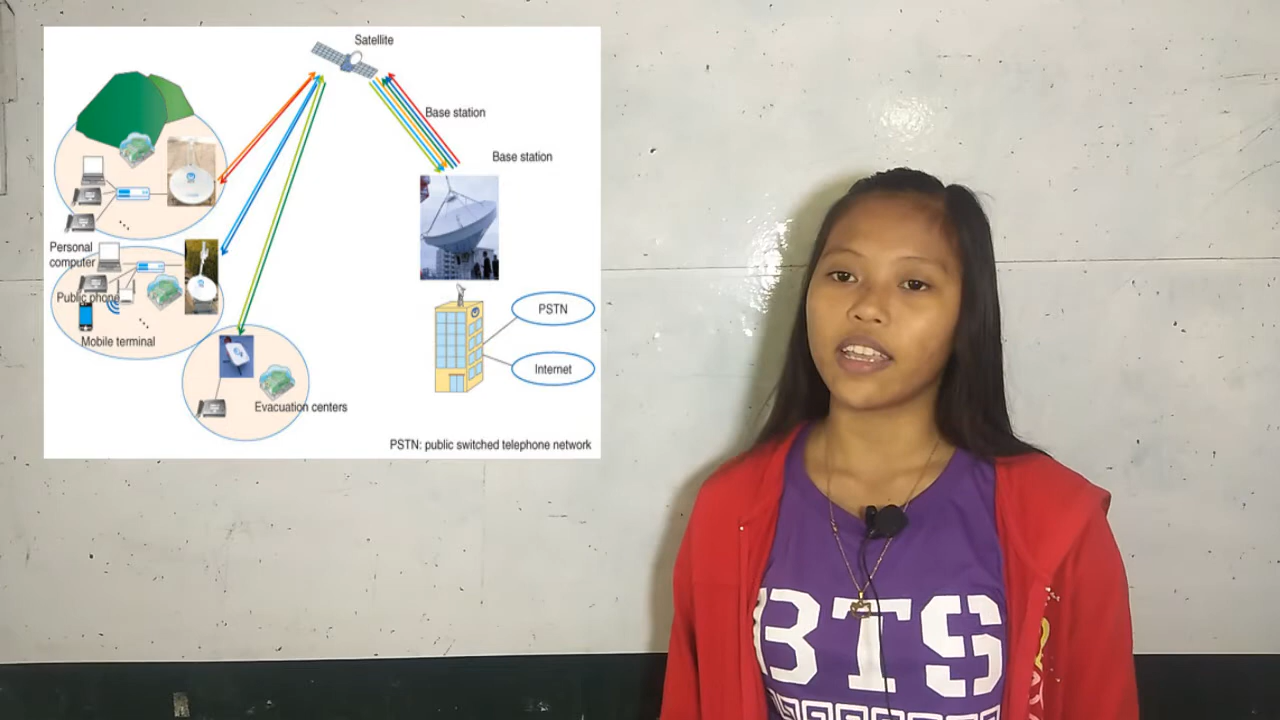 Satellite
Base station
Base station
Personal
computer
Public phone
Mobile terminal
PSTN
Internet
Evacuation centers
PSTN: public switched telephone network
BTS